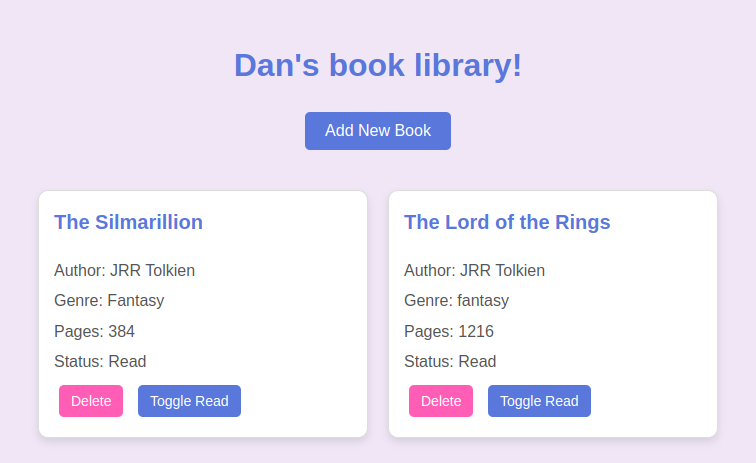 Dan's book library!
Add New Book
The Silmarillion
Author: JRR Tolkien
Genre: Fantasy
Pages: 384
Status: Read
Delete
Toggle Read
The Lord of the Rings
Author: JRR Tolkien
Genre: fantasy
Pages: 1216
Status: Read
Delete
Toggle Read